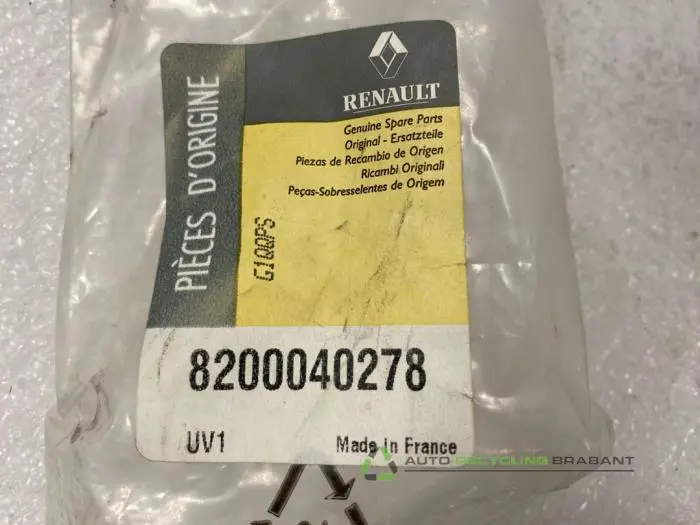 PIÈCES D'ORIGINE
RENAULT
Genuine Spare Parts
Original - Ersatzteile
Piezas de Recambio de Origen
Ricambi Originali
Peças-Sobresselentes de Origem
G1QQPS
8200040278
UV1
Made in France
AUTO RECYCLING BRABANT